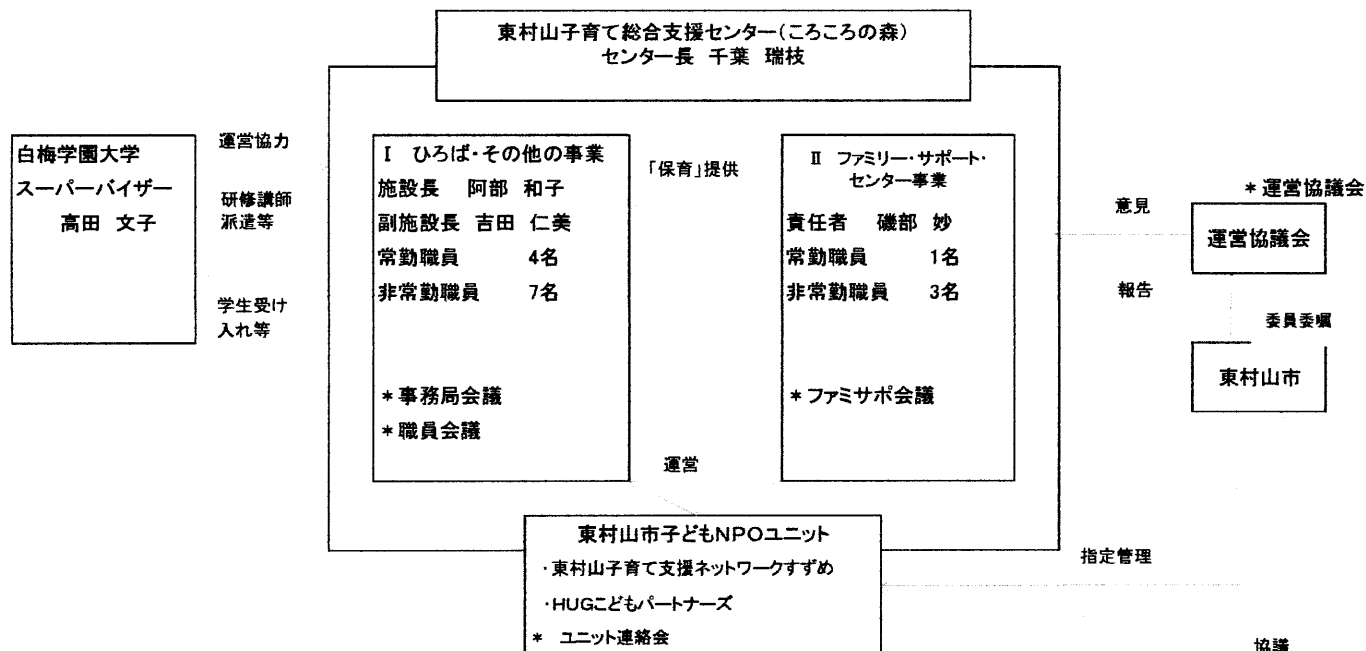 東村山子育て総合支援センター(ころころの森)
センター長 千葉 瑞枝
白梅学園大学
スーパーバイザー
高田 文子
運営協力
研修講師
派遣等
学生受け
入れ等
Ⅰ ひろば・その他の事業
施設長 阿部 和子
副施設長 吉田 仁美
常勤職員 4名
非常勤職員 7名
*事務局会議
*職員会議
「保育」提供
運営
Ⅱ ファミリー・サポート・
センター事業
責任者 磯部 妙
常勤職員 1名
非常勤職員 3名
*ファミサポ会議
意見
報告
*運営協議会
運営協議会
委員委嘱
東村山市
東村山市子どもNPOユニット
・東村山子育て支援ネットワークすずめ
・HUGこどもパートナーズ
* ユニット連絡会
指定管理
協議